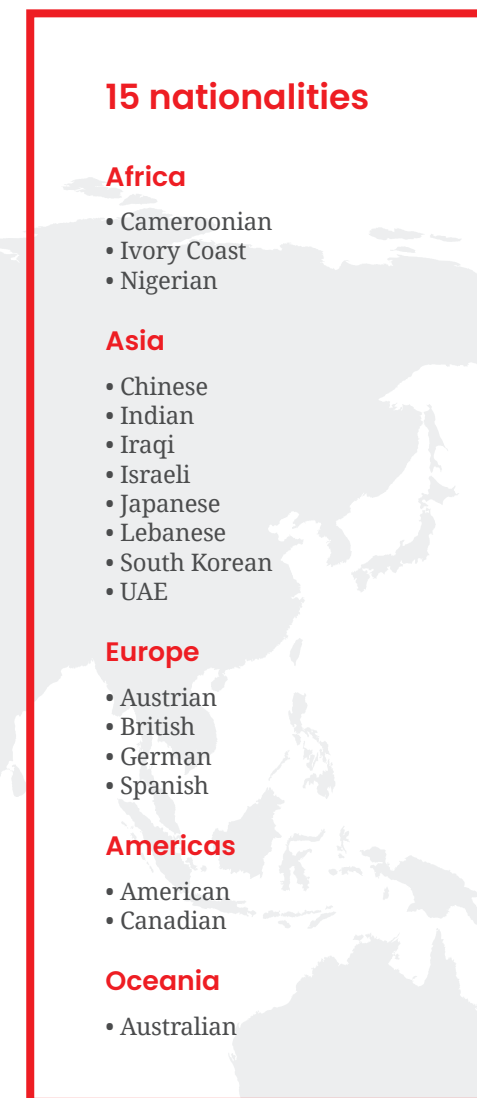 15 nationalities
Africa
• Cameroonian
• Ivory Coast
• Nigerian
Asia
• Chinese
• Indian
• Iraqi
• Israeli
• Japanese
• Lebanese
• South Korean
• UAE
Europe
• Austrian
• British
• German
• Spanish
Americas
• American
• Canadian
Oceania
• Australian